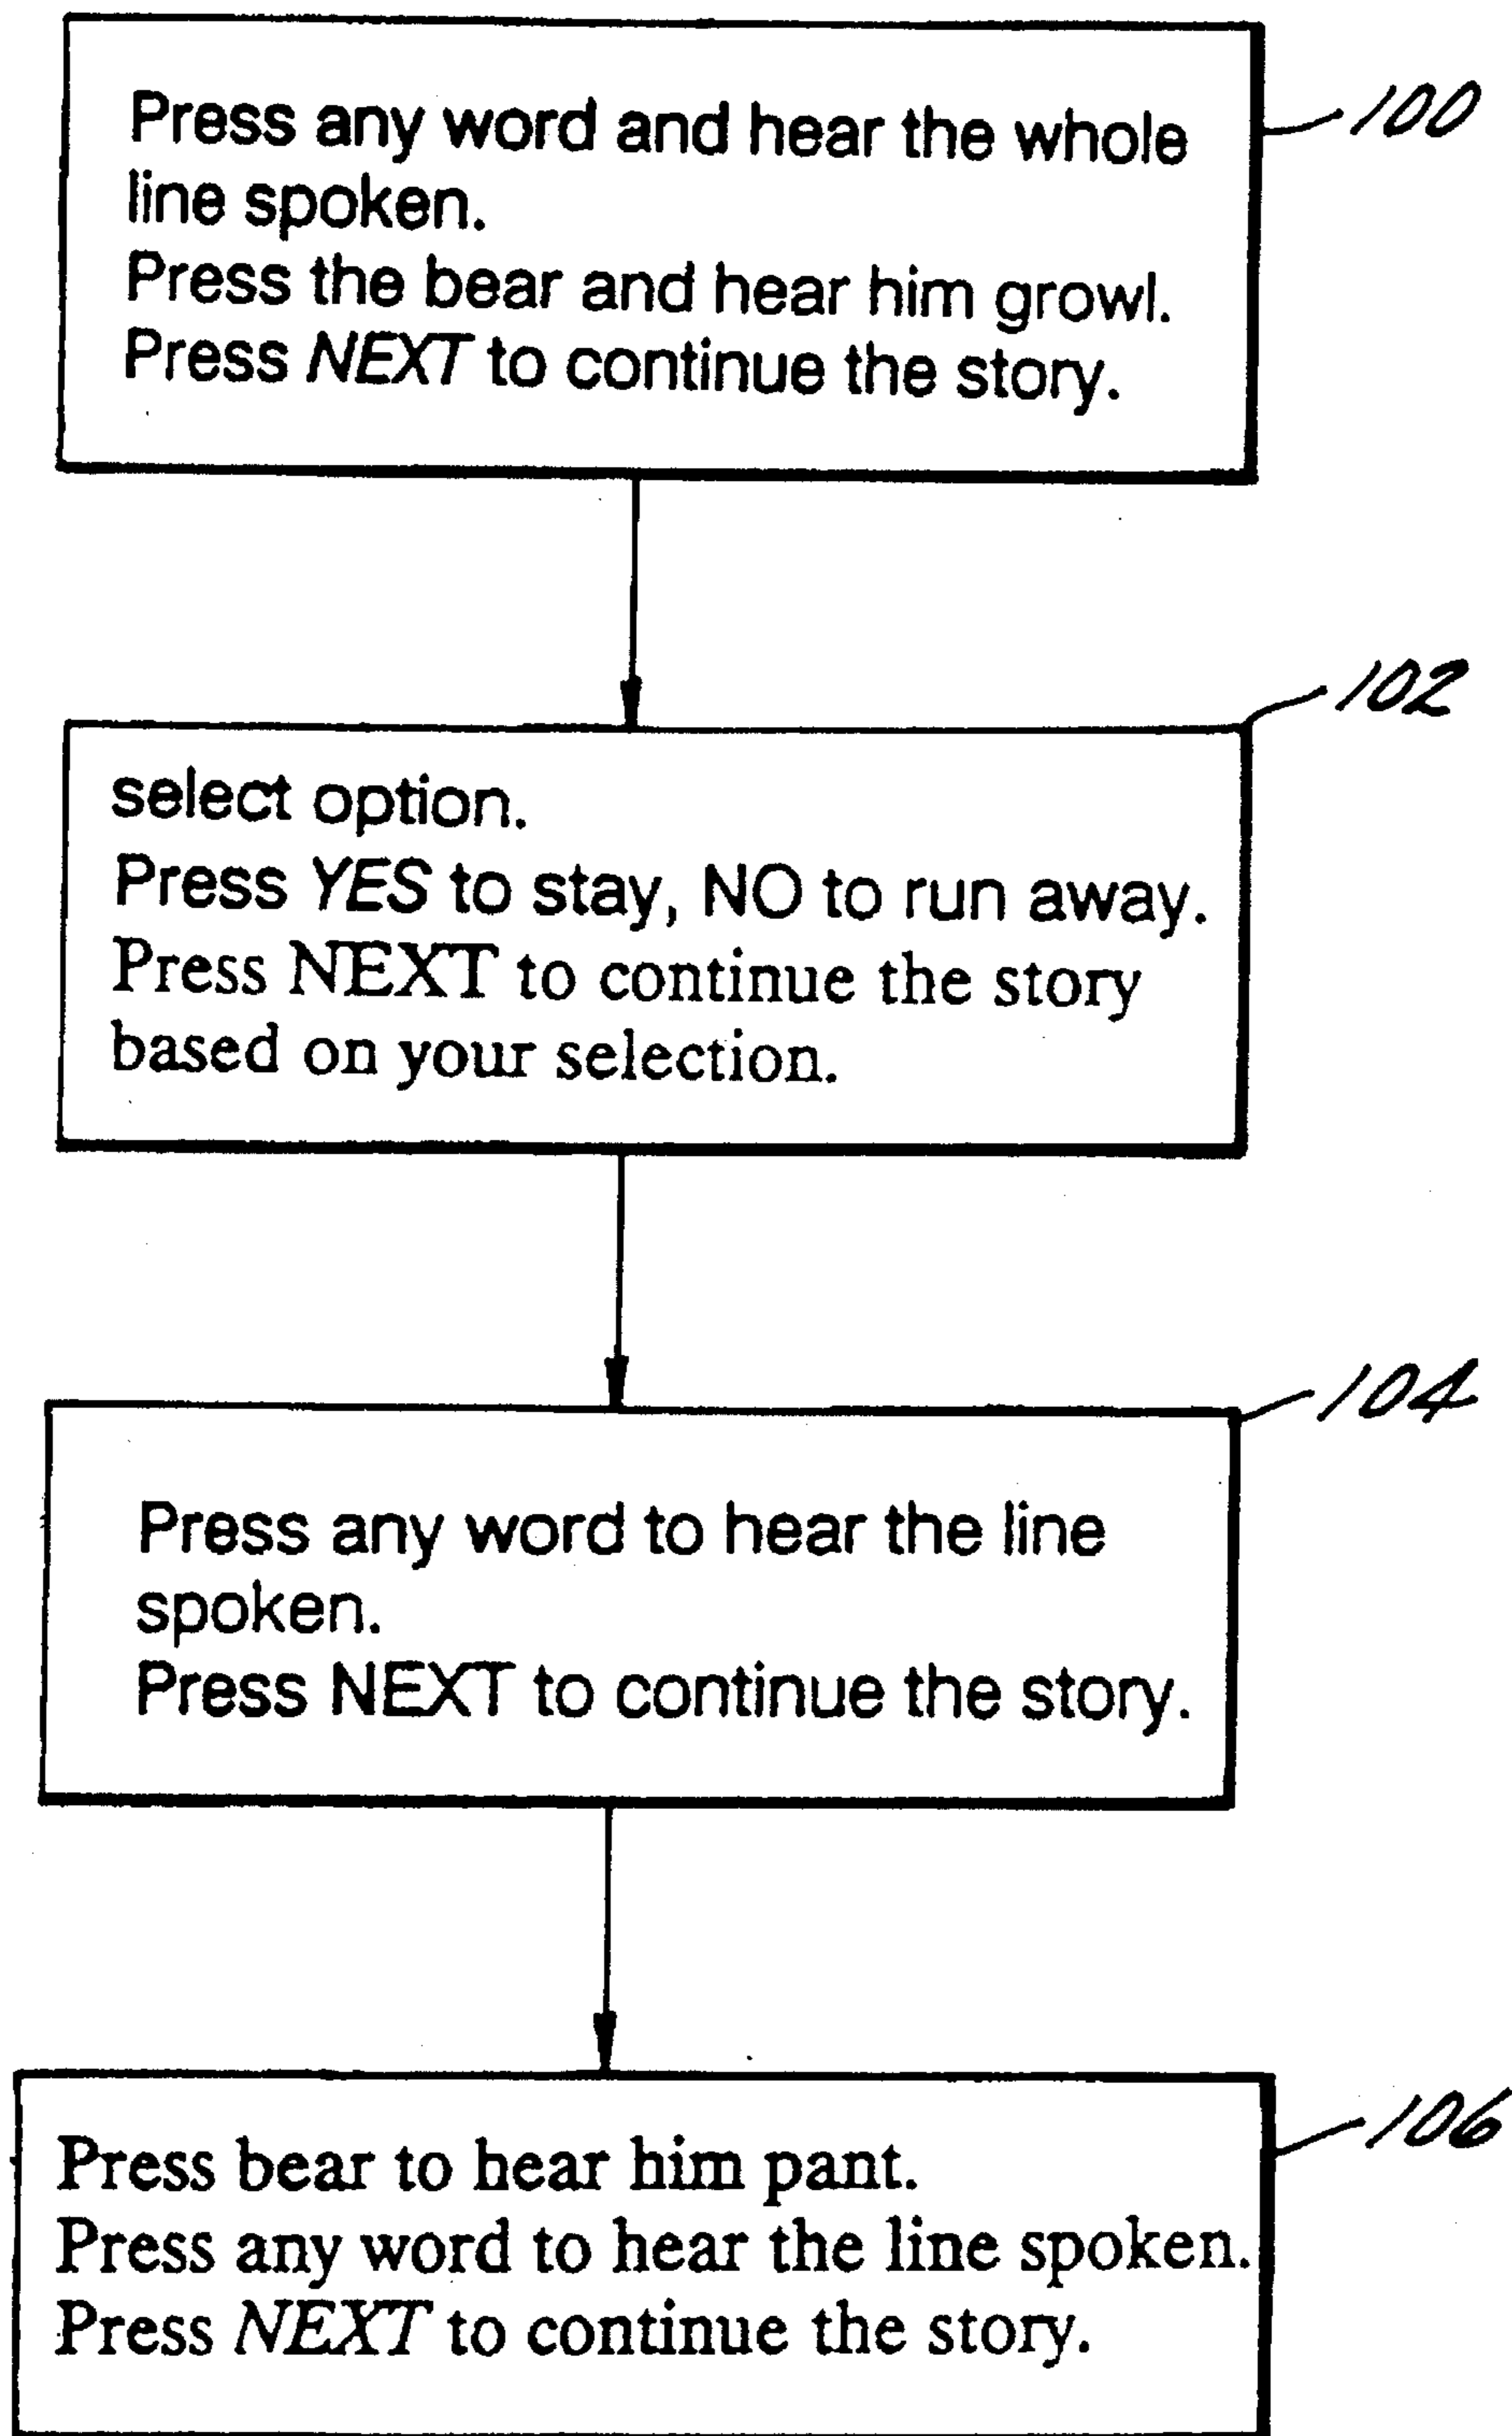 Press any word and hear the whole
line spoken.
Press the bear and hear him growl.
Press NEXT to continue the story.
100
select option.
Press YES to stay, NO to run away.
Press NEXT to continue the story
based on your selection.
102
Press any word to hear the line
spoken.
Press NEXT to continue the story.
104
Press bear to hear him pant.
Press any word to hear the line spoken.
Press NEXT to continue the story.
106